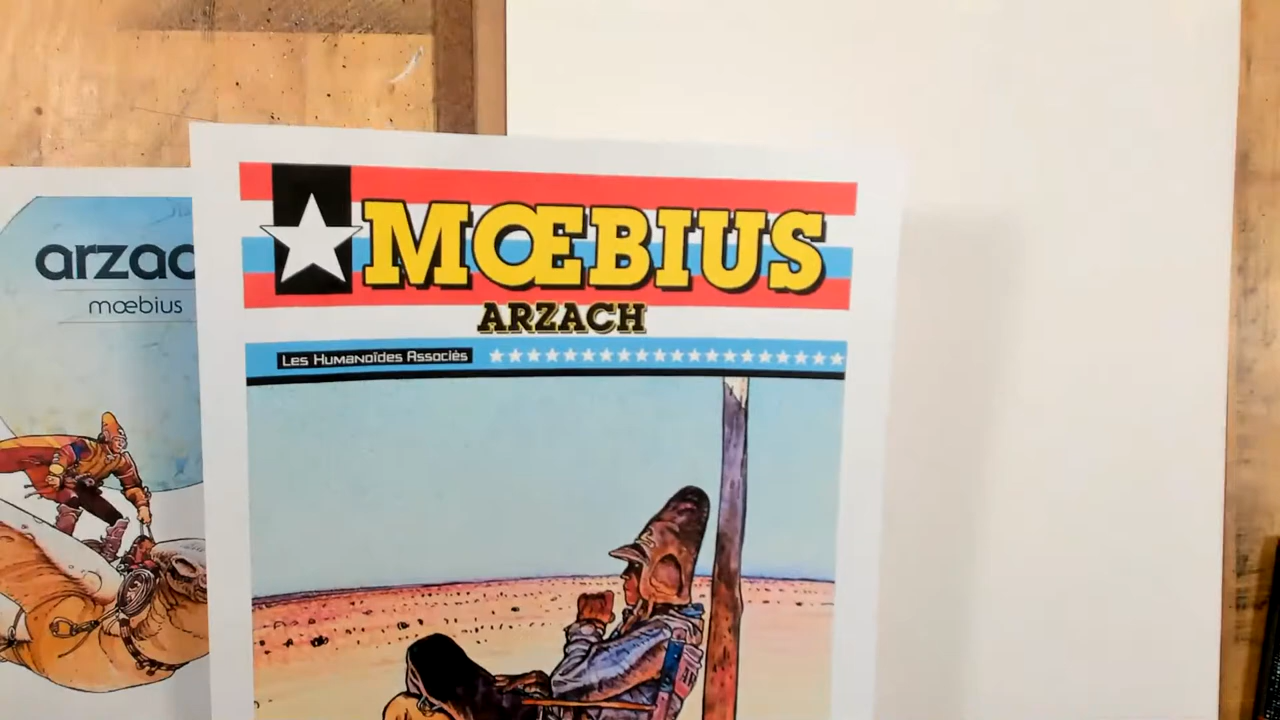 arzac
mœbius
MŒBIUS
ARZACH
Les Humanoïdes Associés